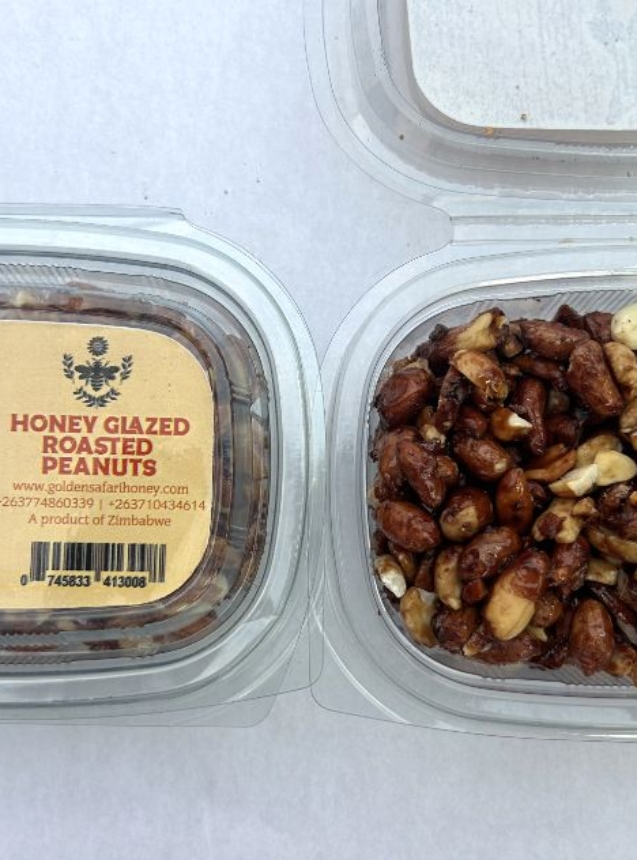 HONEY GLAZED
ROASTED
PEANUTS
www.goldensafarihoney.com
+263774860339 | +263710434614
A product of Zimbabwe
0 745833 413008